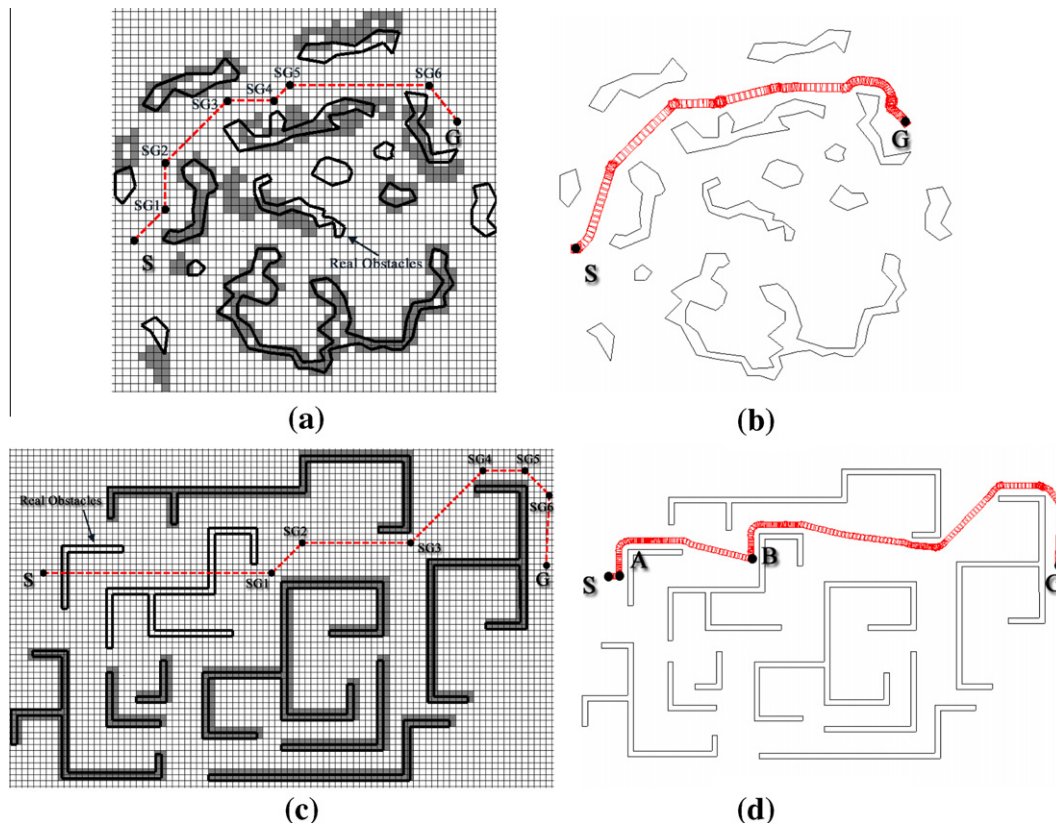 SG5
SG6
SG3
SG4
G
SG2
SG1
S
Real Obstacles
(a)
G
S
(b)
SG4
SG5
Real Obstacles
SG6
SG2
SG3
S
SG1
G
(c)
S
A
B
G
(d)